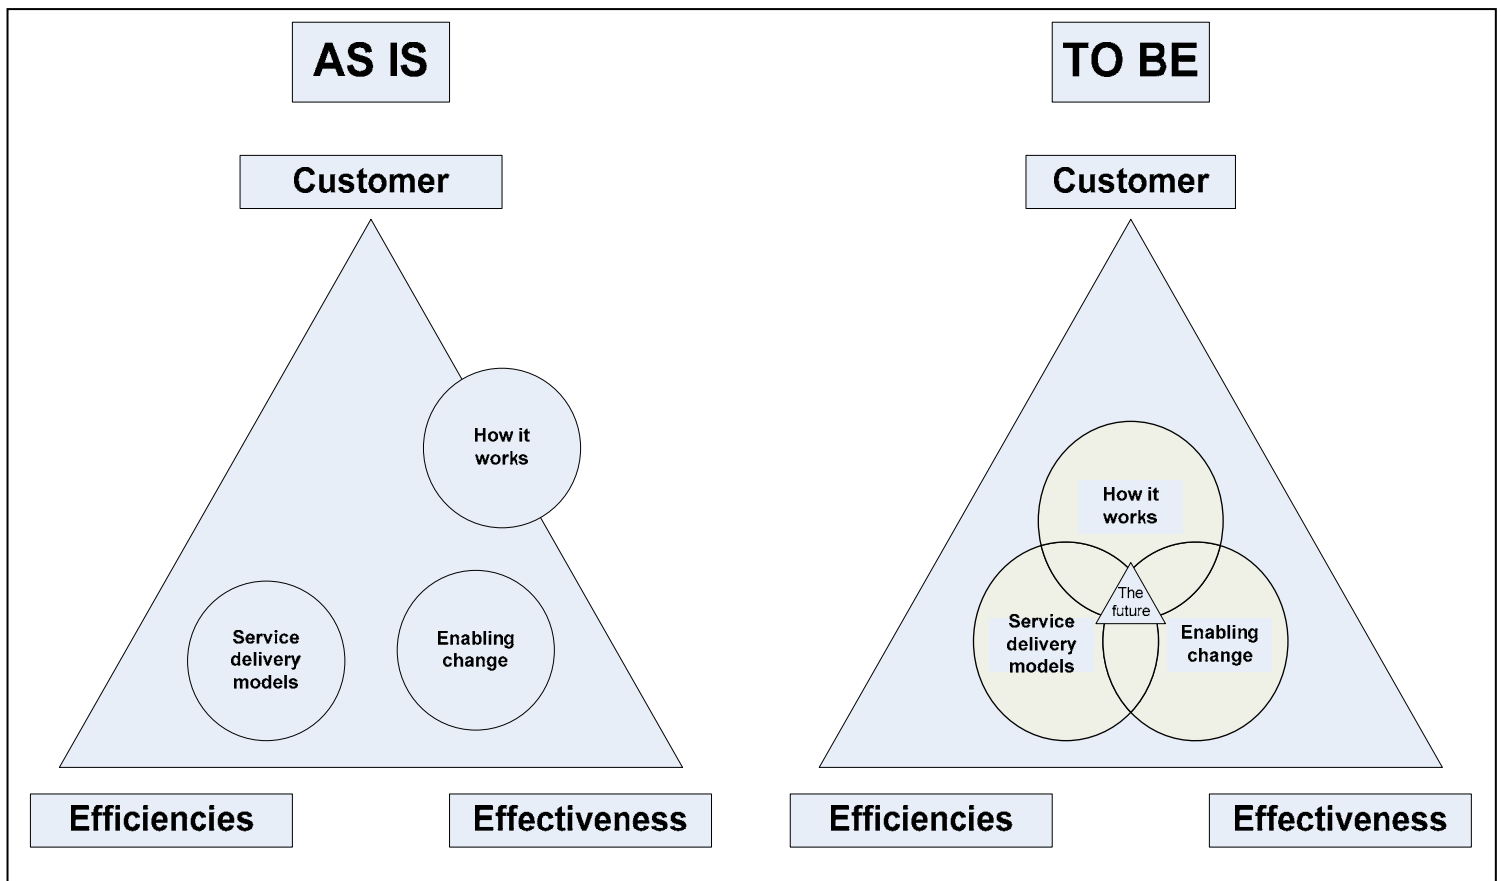 AS IS
Customer
How it
works
Service
delivery
models
Enabling
change
Efficiencies
Effectiveness
TO BE
Customer
How it
works
The
future
Service
delivery
models
Enabling
change
Efficiencies
Effectiveness